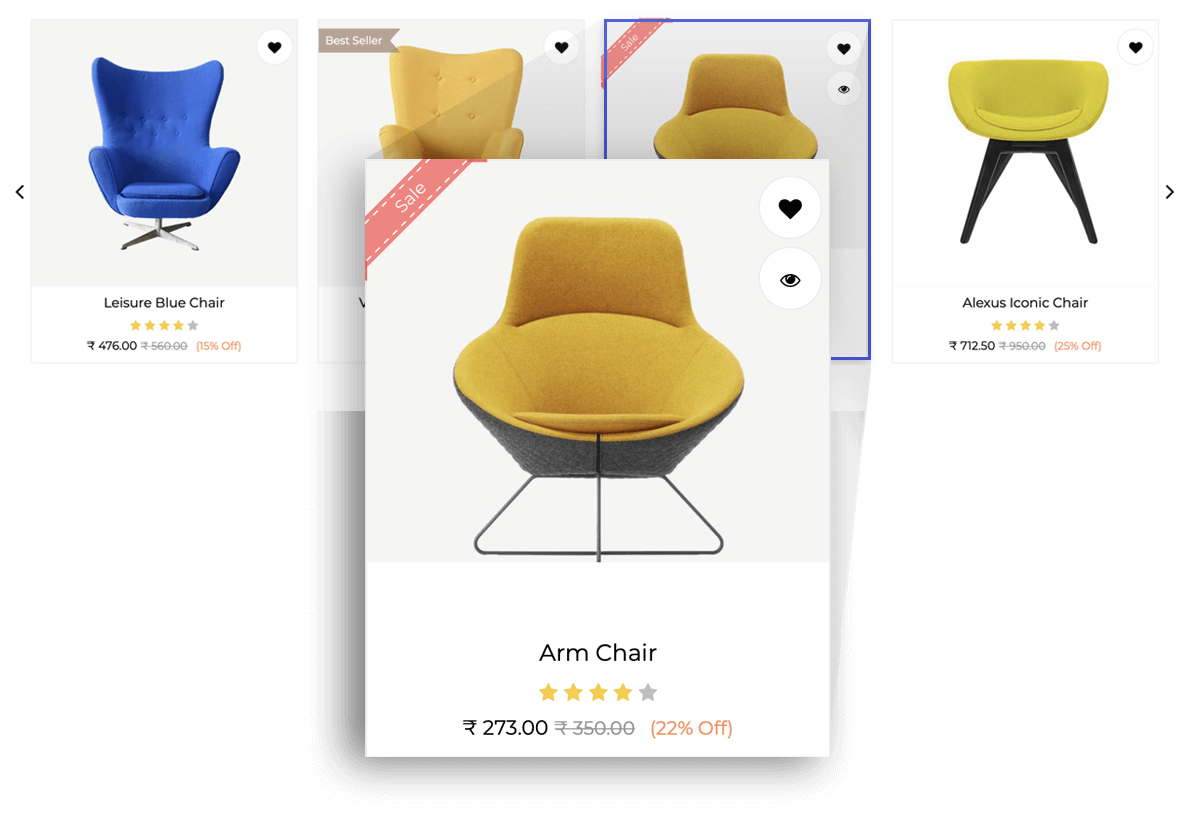 Best Seller
Sale
Leisure Blue Chair
₹ 476.00 ₹ 560.00 (15% Off)
V
Alexus Iconic Chair
₹ 712.50 ₹ 950.00 (25% Off)
Sale
Arm Chair
₹ 273.00 ₹ 350.00 (22% Off)